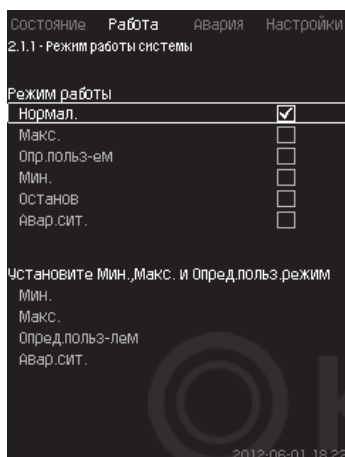 Состояние Работа Авария Настройки
2.1.1 - Режим работы системы
Режим работы
Нормал.
Макс.
Опр.польз-ем
Мин.
Останов
Авар.сит.
Установите Мин.,Макс. и Опред.польз.режим
Мин.
Макс.
Опред.польз-лем
Авар.сит.
2012-06-01 18:22